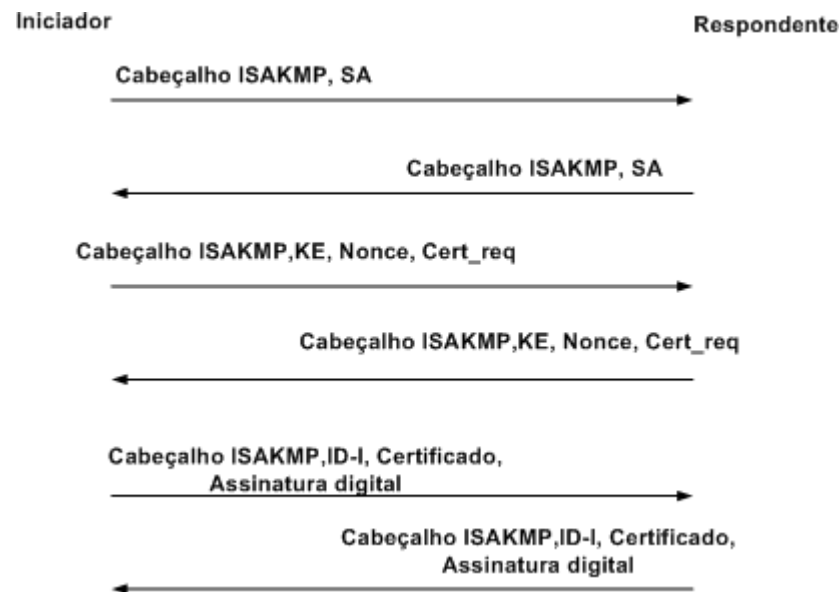 Iniciador
Respondente
Cabeçalho ISAKMP, SA
Cabeçalho ISAKMP, SA
Cabeçalho ISAKMP,KE, Nonce, Cert_req
Cabeçalho ISAKMP,KE, Nonce, Cert_req
Cabeçalho ISAKMP,ID-I, Certificado,
Assinatura digital
Cabeçalho ISAKMP,ID-I, Certificado,
Assinatura digital